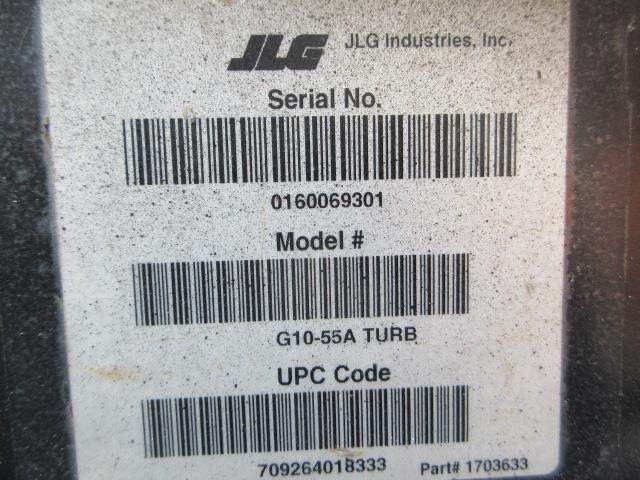 JLG JLG Industries, Inc.
Serial No.
0160069301
Model #
G10-55A TURB
UPC Code
709264018333 Part# 1703633